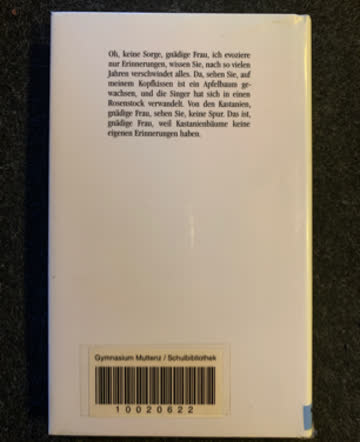 Oh, keine Sorge, gnädige Frau, ich evoziere
nur Erinnerungen, wissen Sie, nach so vielen
Jahren verschwindet alles. Da, sehen Sie, auf
meinem Kopfkissen ist ein Apfelbaum ge-
wachsen, und die Singer hat sich in einen
Rosenstock verwandelt. Von den Kastanien,
gnädige Frau, sehen Sie, keine Spur. Das ist,
gnädige Frau, weil Kastanienbäume keine
eigenen Erinnerungen haben.
Gymnasium Muttenz / Schulbibliothek
10020622